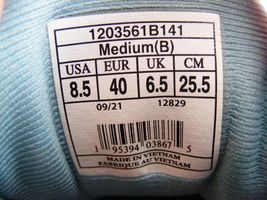 1203561B141
Medium(B)
USA EUR UK CM
8.5 40 6.5 25.5
09/21 12829
1 95394 03867 5
MADE IN VIETNAM
FABRIQUE AU VIETNAM